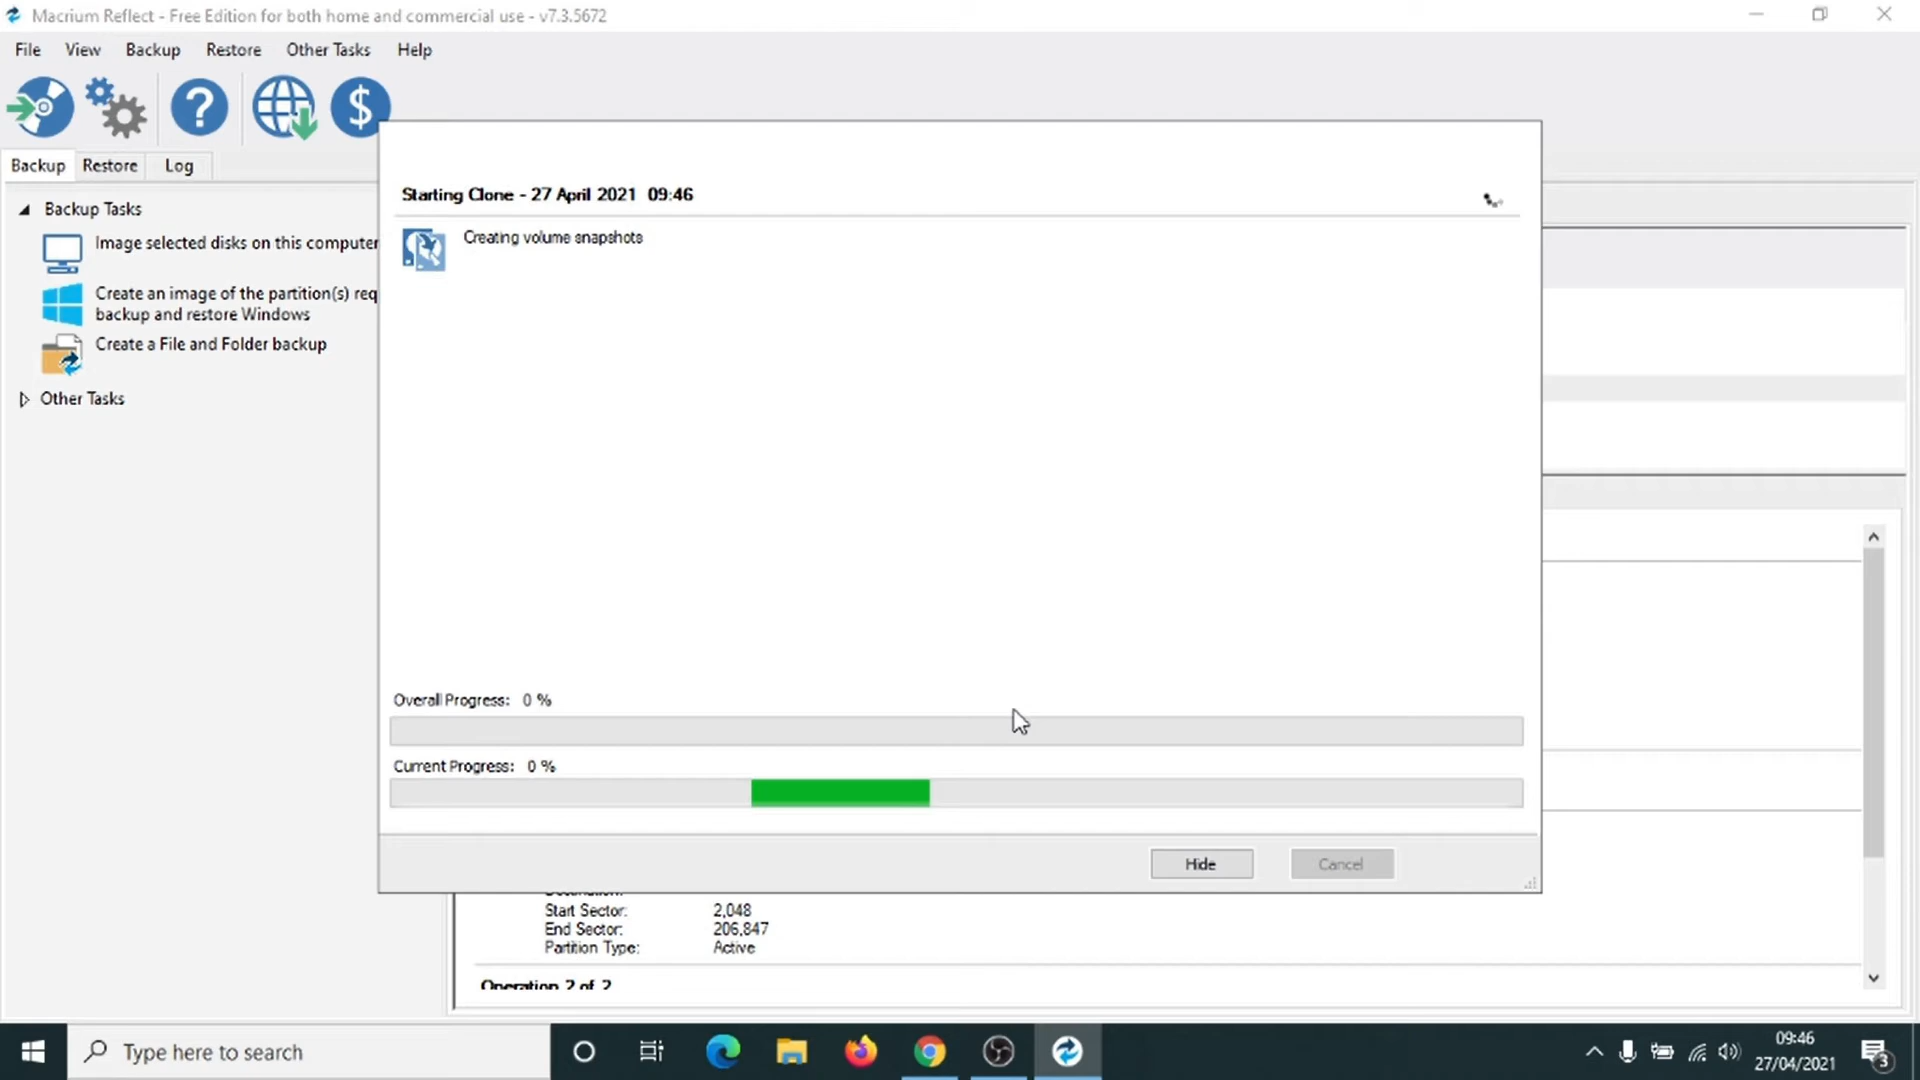 Macrium Reflect - Free Edition for both home and commercial use - v7.3.5672
File View Backup Restore Other Tasks Help
Backup Restore Log
Backup Tasks
Image selected disks on this computer
Create an image of the partition(s) req
backup and restore Windows
Create a File and Folder backup
Other Tasks
Starting Clone - 27 April 2021 09:46
Creating volume snapshots
Overall Progress: 0 %
Current Progress: 0 %
Hide Cancel
Start Sector: 2,048
End Sector: 206,847
Partition Type: Active
Operation 2 of 2
Type here to search
09:46
27/04/2021
3